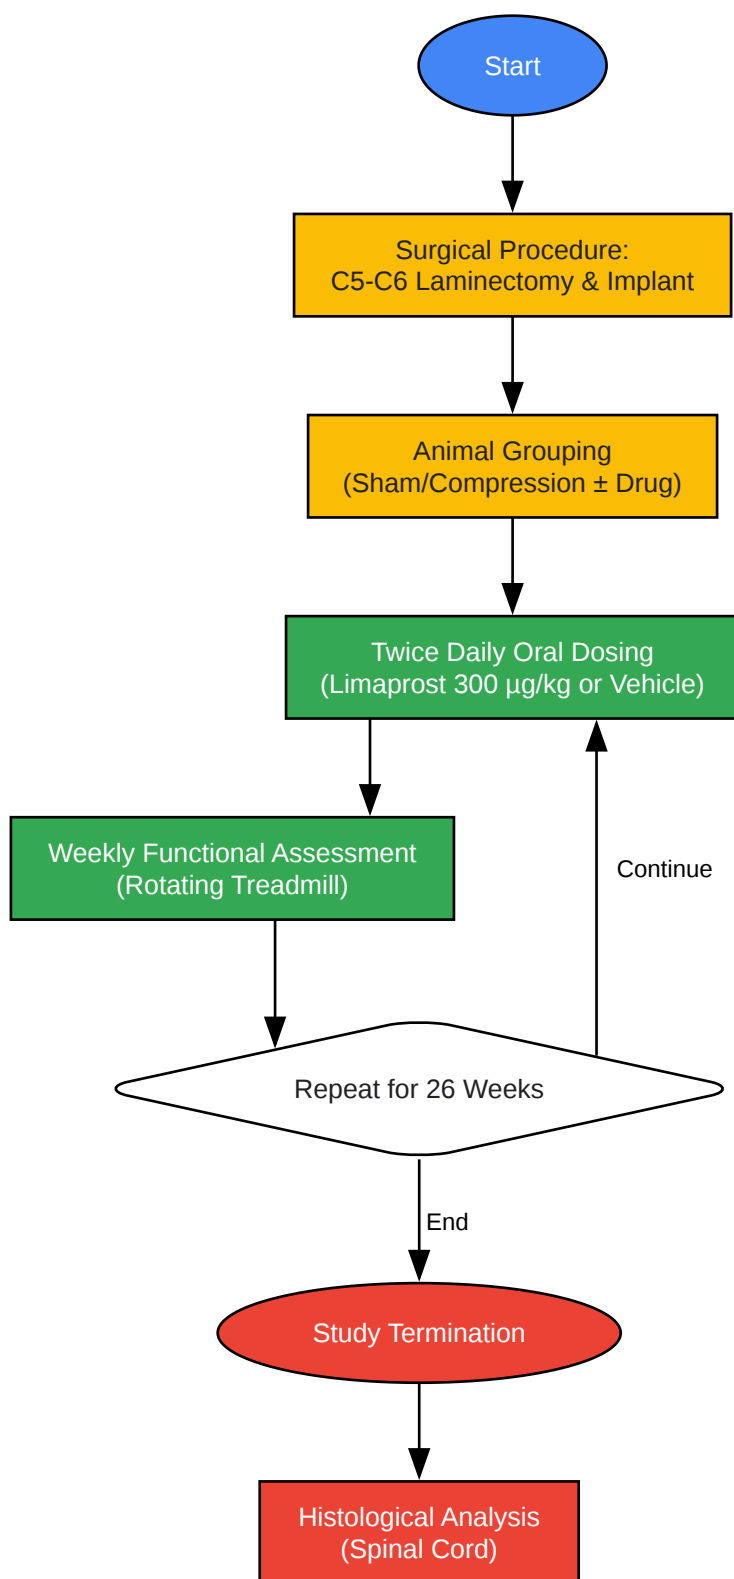 Start
Surgical Procedure:
C5-C6 Laminectomy & Implant
Animal Grouping
(Sham/Compression ± Drug)
Twice Daily Oral Dosing
(Limaprost 300 µg/kg or Vehicle)
Weekly Functional Assessment
(Rotating Treadmill)
Continue
Repeat for 26 Weeks
End
Study Termination
Histological Analysis
(Spinal Cord)